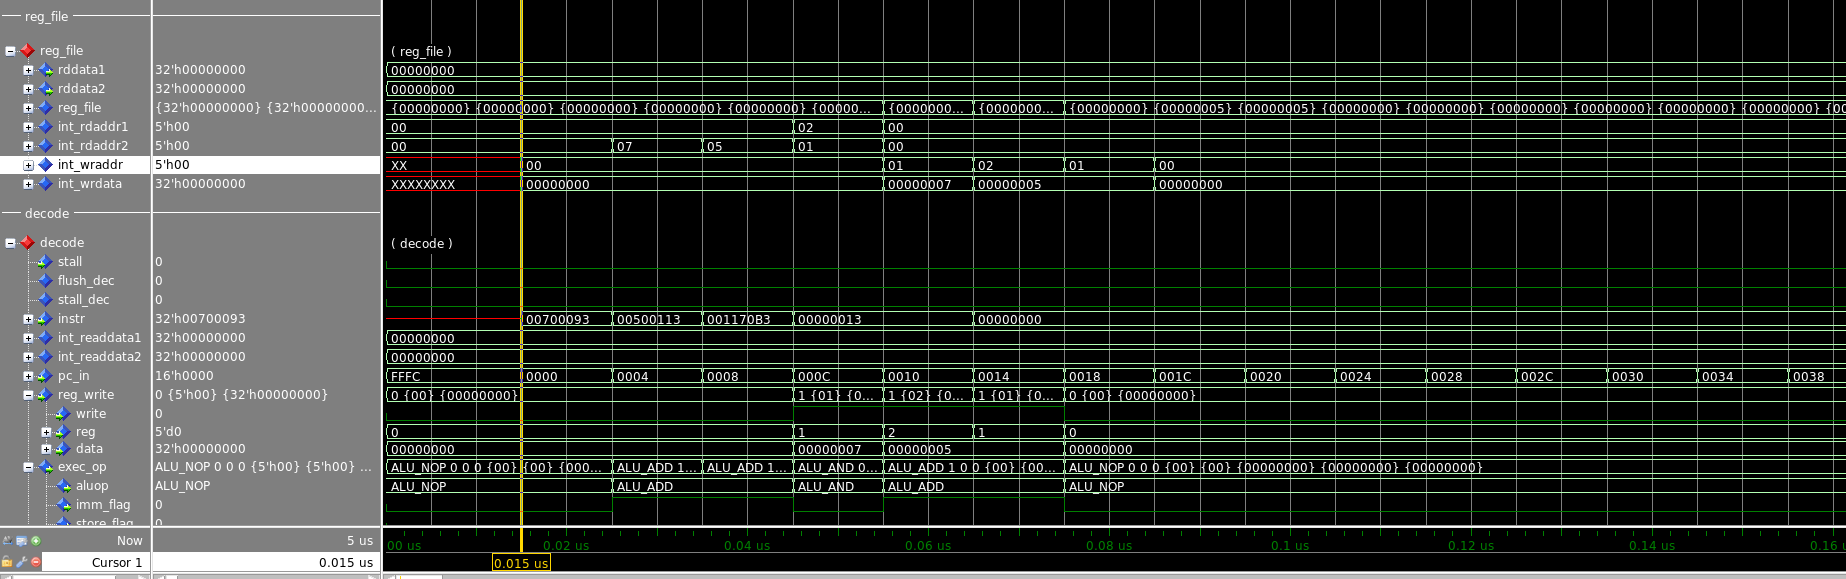 reg_file
reg_file ( reg_file )
rddata1 32'h00000000 00000000
rddata2 32'h00000000 00000000
reg_file {32'h00000000} {32'h00000000... {00000000} {00000000} {00000000} {00000000} {00000000} {00000... {0000000... {0000000... {00000000} {00000005} {00000005} {00000000} {00000000} {00000000} {00000000} {00000000} {00
int_rdaddr1 5'h00 00 02 00
int_rdaddr2 5'h00 00 07 05 01 00
int_wraddr 5'h00 XX 00 01 02 01 00
int_wrdata 32'h00000000 XXXXXXXX 00000000 00000007 00000005 00000000
decode
decode ( decode )
stall 0
flush_dec 0
stall_dec 0
instr 32'h00700093 00700093 00500113 001170B3 00000013 00000000
int_readdata1 32'h00000000 00000000
int_readdata2 32'h00000000 00000000
pc_in 16'h0000 FFFC 0000 0004 0008 000C 0010 0014 0018 001C 0020 0024 0028 002C 0030 0034 0038
reg_write 0 {5'h00} {32'h00000000} 0 {00} {00000000} 1 {01} {0... 1 {02} {0... 1 {01} {0... 0 {00} {00000000}
write 0
reg 5'd0 0 1 2 1 0
data 32'h00000000 00000000 00000007 00000005 00000000
exec_op ALU_NOP 0 0 0 {5'h00} {5'h00} ... ALU_NOP 0 0 0 {00} {00} {000... ALU_ADD 1... ALU_ADD 1... ALU_AND 0... ALU_ADD 1 0 0 {00} {00... ALU_NOP 0 0 0 {00} {00} {00000000} {00000000} {00000000}
aluop ALU_NOP ALU_NOP ALU_ADD ALU_AND ALU_ADD ALU_NOP
imm_flag 0
store_flag 0
Now 5 us 00 us 0.02 us 0.04 us 0.06 us 0.08 us 0.1 us 0.12 us 0.14 us 0.16 u
Cursor 1 0.015 us 0.015 us